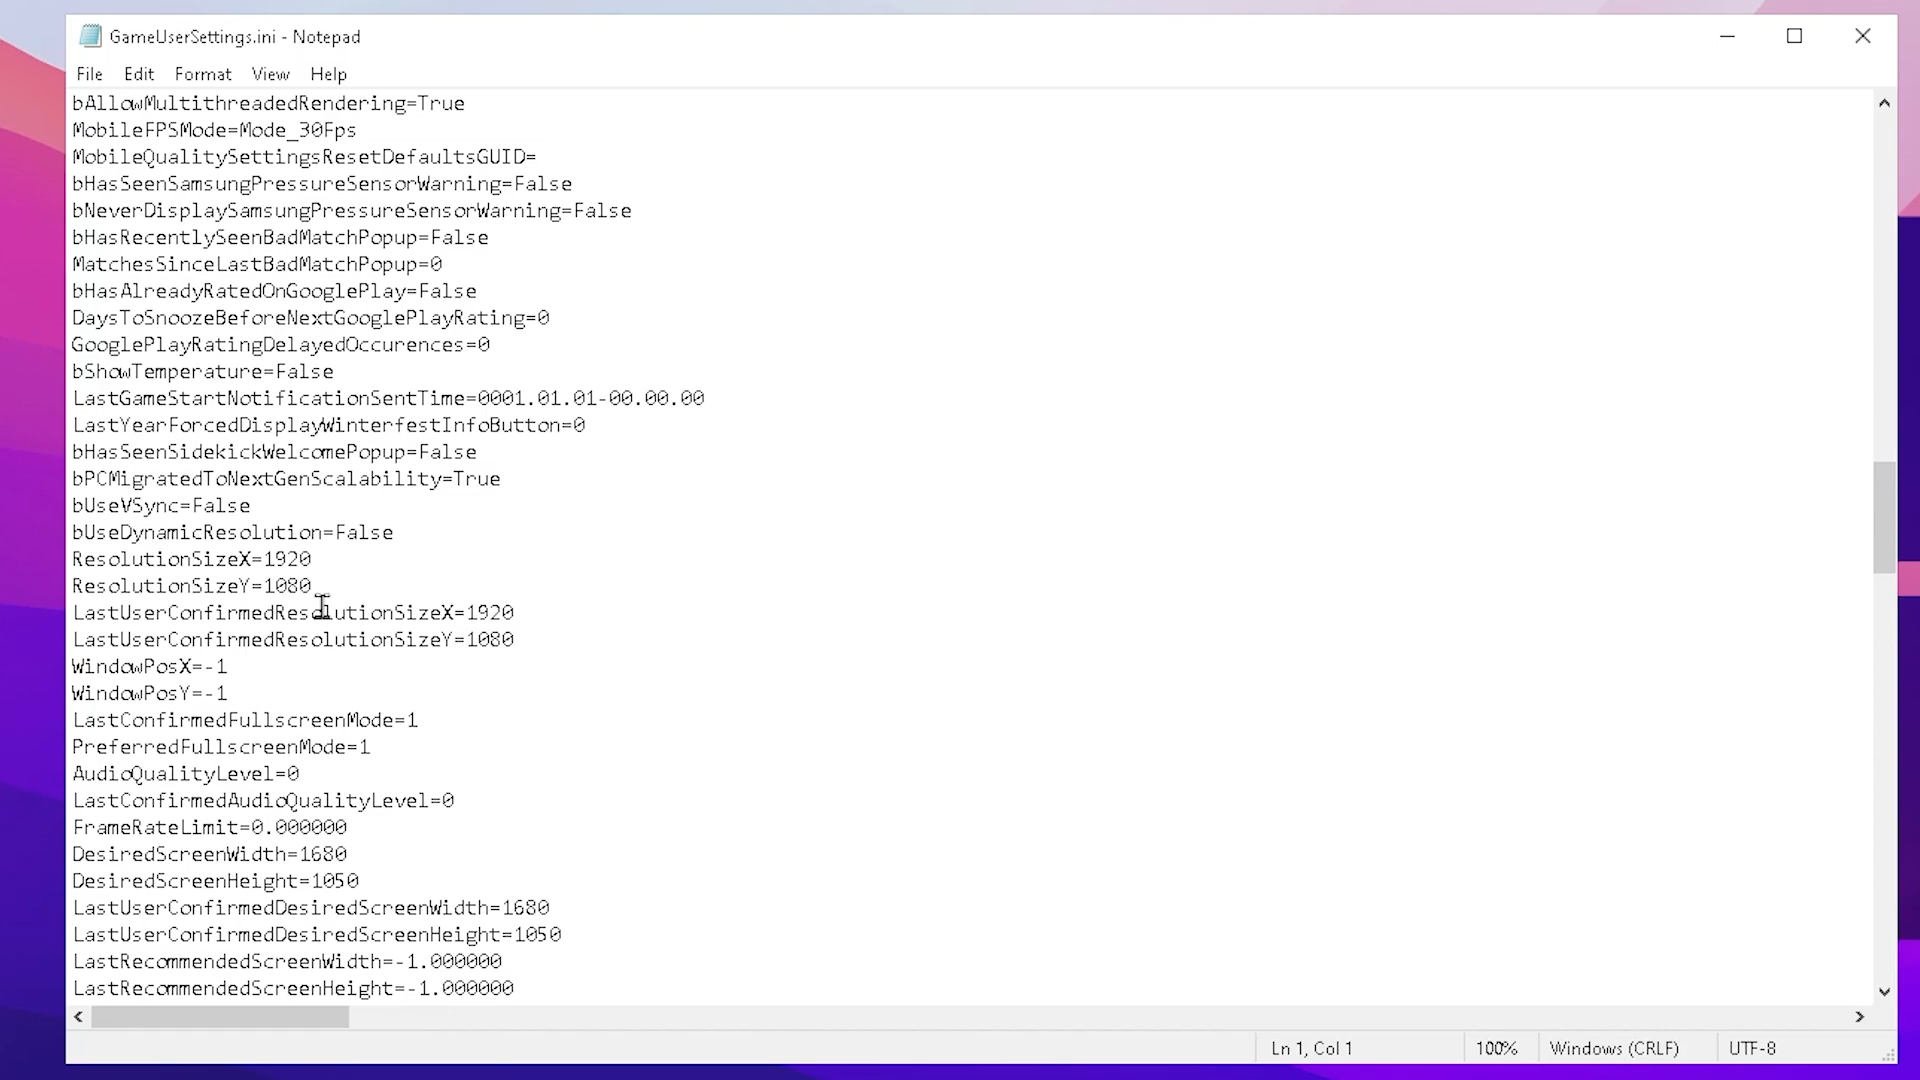 GameUserSettings.ini - Notepad
File Edit Format View Help
bAllowMultithreadedRendering=True
MobileFPSMode=Mode_30Fps
MobileQualitySettingsResetDefaultsGUID=
bHasSeenSamsungPressureSensorWarning=False
bNeverDisplaySamsungPressureSensorWarning=False
bHasRecentlySeenBadMatchPopup=False
MatchesSinceLastBadMatchPopup=0
bHasAlreadyRatedOnGooglePlay=False
DaysToSnoozeBeforeNextGooglePlayRating=0
GooglePlayRatingDelayedOccurences=0
bShowTemperature=False
LastGameStartNotificationSentTime=0001.01.01-00.00.00
LastYearForcedDisplayWinterfestInfoButton=0
bHasSeenSidekickWelcomePopup=False
bPCMigratedToNextGenScalability=True
bUseVSync=False
bUseDynamicResolution=False
ResolutionSizeX=1920
ResolutionSizeY=1080
LastUserConfirmedResolutionSizeX=1920
LastUserConfirmedResolutionSizeY=1080
WindowPosX=-1
WindowPosY=-1
LastConfirmedFullscreenMode=1
PreferredFullscreenMode=1
AudioQualityLevel=0
LastConfirmedAudioQualityLevel=0
FrameRateLimit=0.000000
DesiredScreenWidth=1680
DesiredScreenHeight=1050
LastUserConfirmedDesiredScreenWidth=1680
LastUserConfirmedDesiredScreenHeight=1050
LastRecommendedScreenWidth=-1.000000
LastRecommendedScreenHeight=-1.000000
Ln 1, Col 1 100% Windows (CRLF) UTF-8